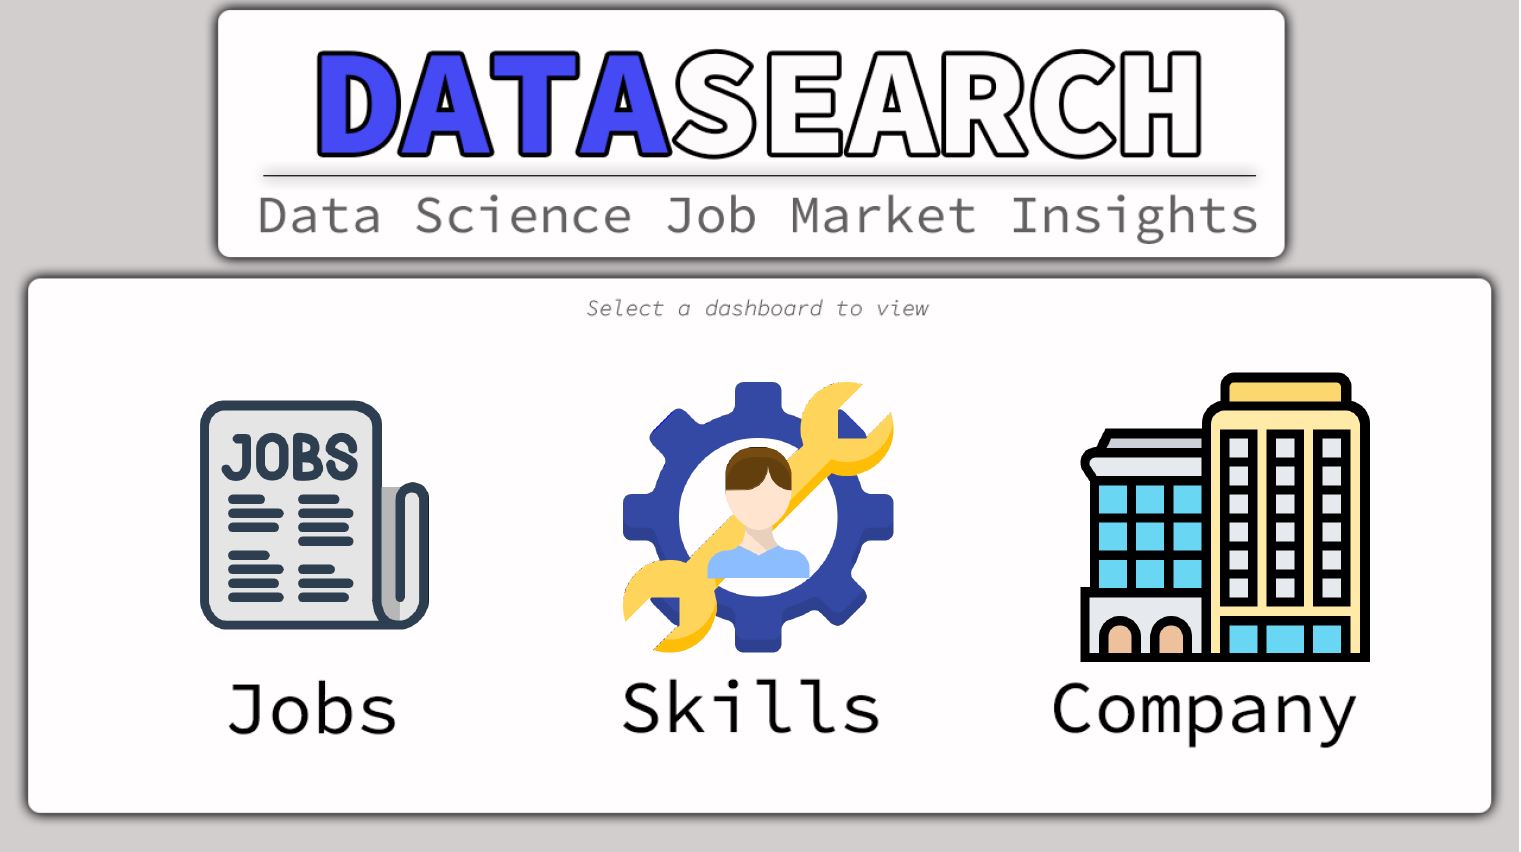 DATASEARCH
Data Science Job Market Insights
Select a dashboard to view
JOBS
Jobs
Skills
Company